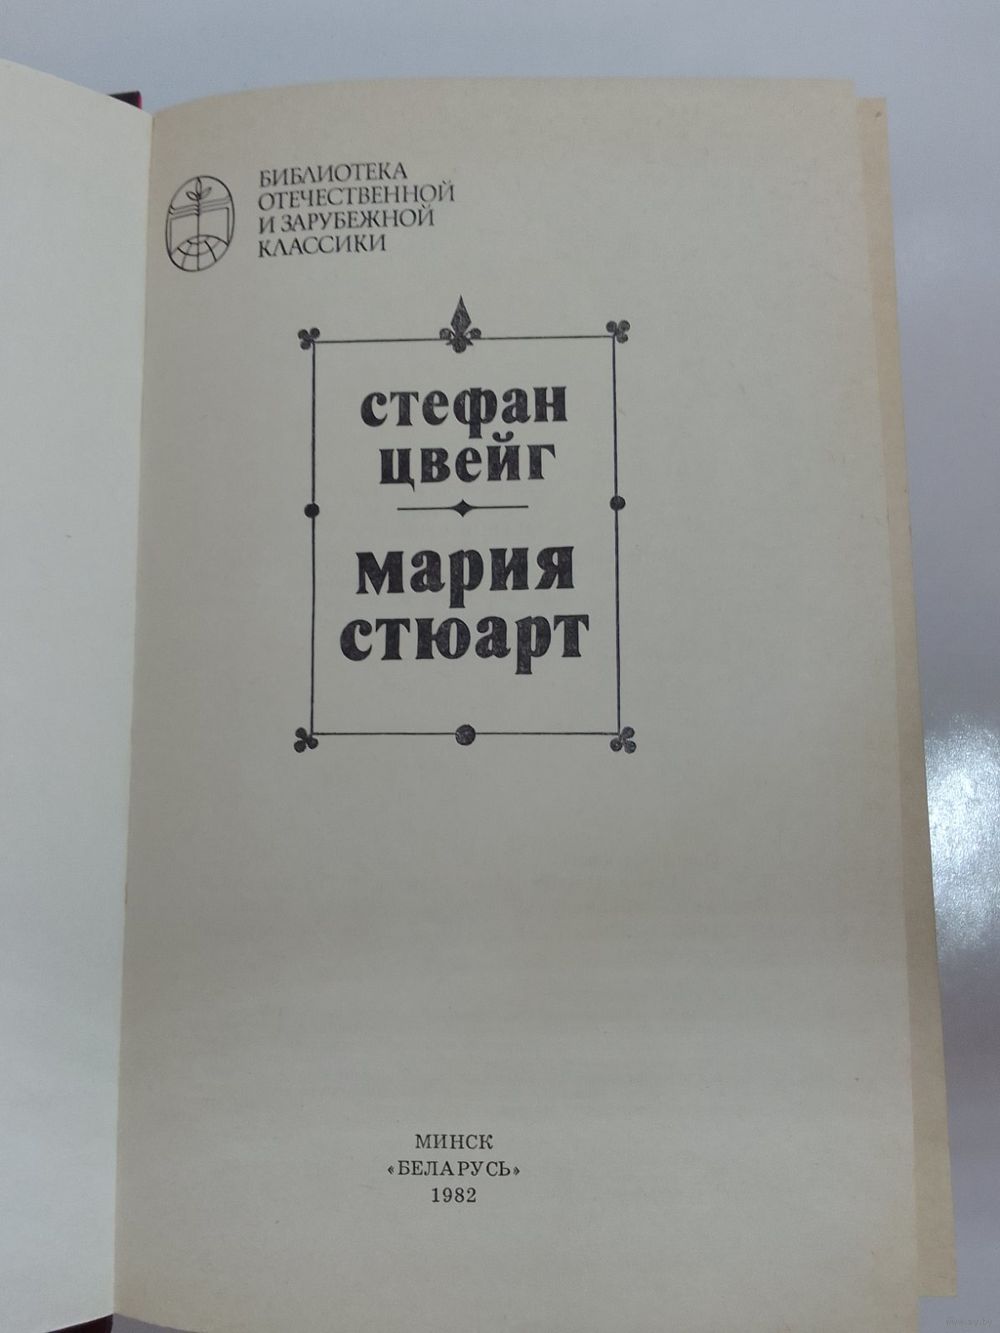 БИБЛИОТЕКА
ОТЕЧЕСТВЕННОЙ
И ЗАРУБЕЖНОЙ
КЛАССИКИ
стефан
цвейг
мария
стюарт
МИНСК
«БЕЛАРУСЬ»
1982